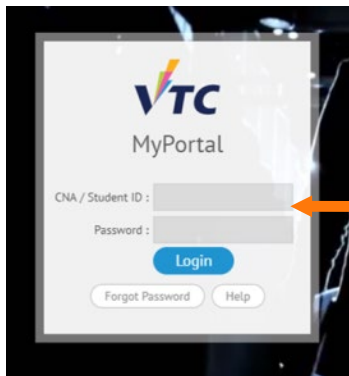 VTC
MyPortal
CNA / Student ID :
Password :
Login
Forgot Password Help